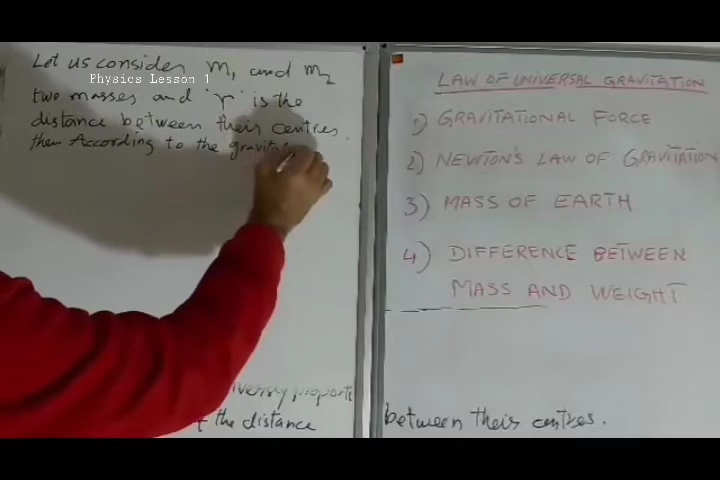 Let us consider m1 and m2
Physics Lesson 1
two masses and 'r' is the
distance between their centres.
then According to the
LAW OF UNIVERSAL GRAVITATION
1) GRAVITATIONAL FORCE
2) NEWTON'S LAW OF GRAVITATION
3) MASS OF EARTH
4) DIFFERENCE BETWEEN
MASS AND WEIGHT
the distance
between their centres.